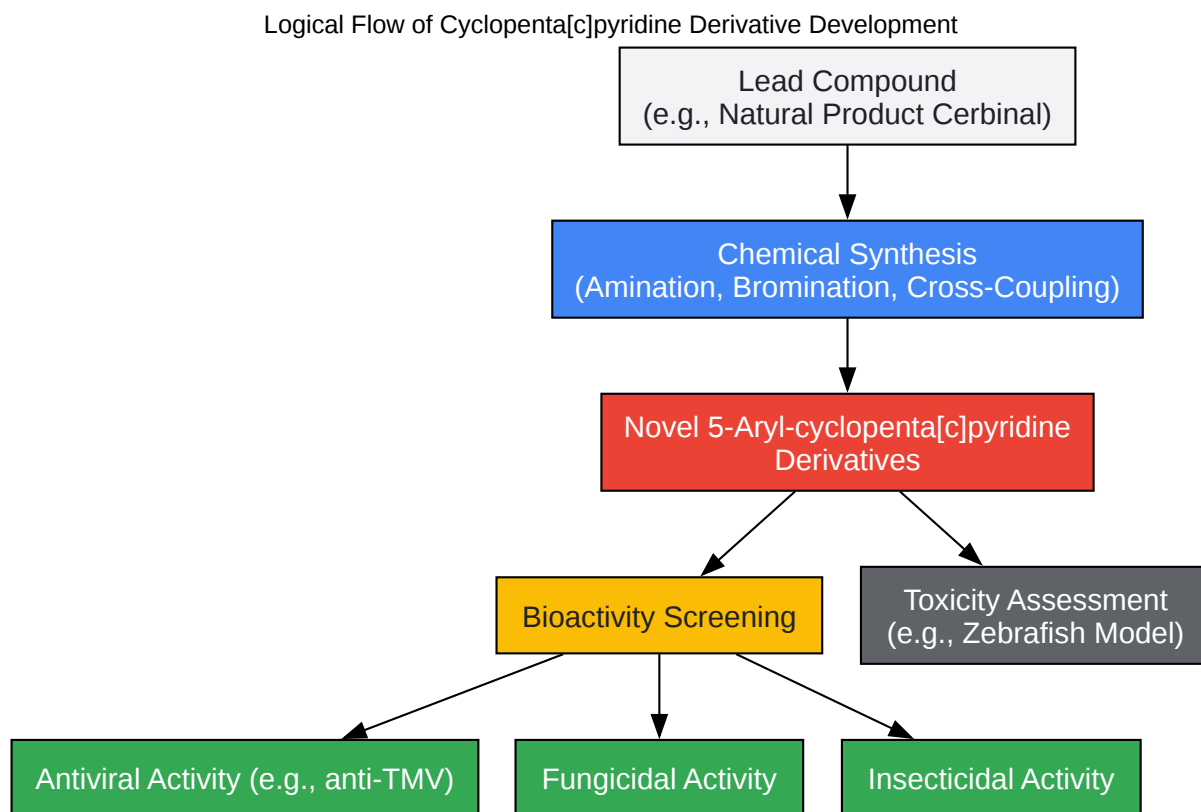 Logical Flow of Cyclopenta[c]pyridine Derivative Development
Lead Compound
(e.g., Natural Product Cerbinal)
Chemical Synthesis
(Amination, Bromination, Cross-Coupling)
Novel 5-Aryl-cyclopenta[c]pyridine
Derivatives
Bioactivity Screening
Toxicity Assessment
(e.g., Zebrafish Model)
Antiviral Activity (e.g., anti-TMV)
Fungicidal Activity
Insecticidal Activity